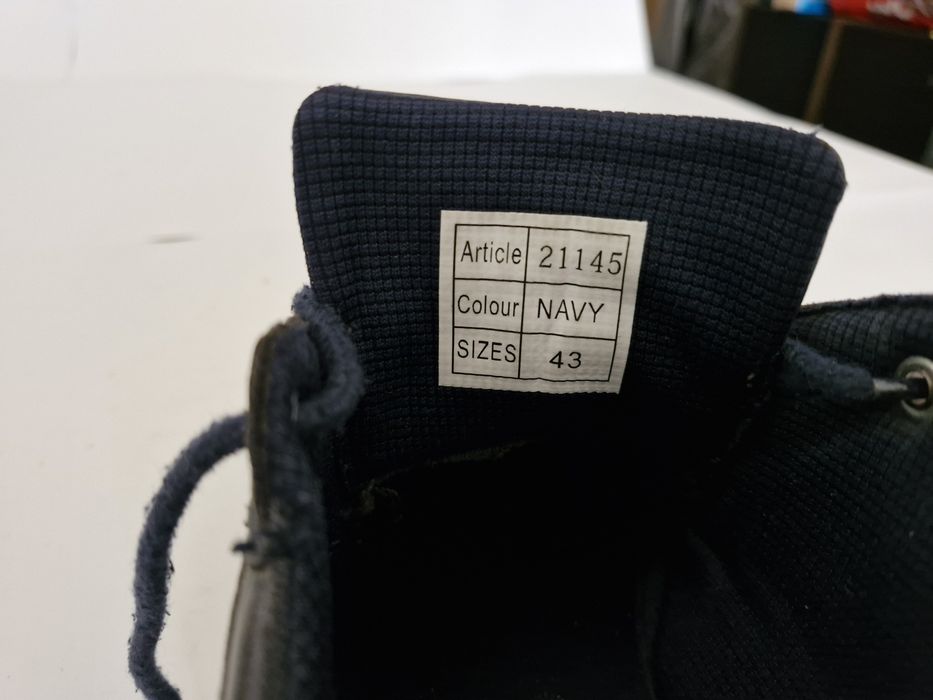 Article 21145
Colour NAVY
SIZES 43